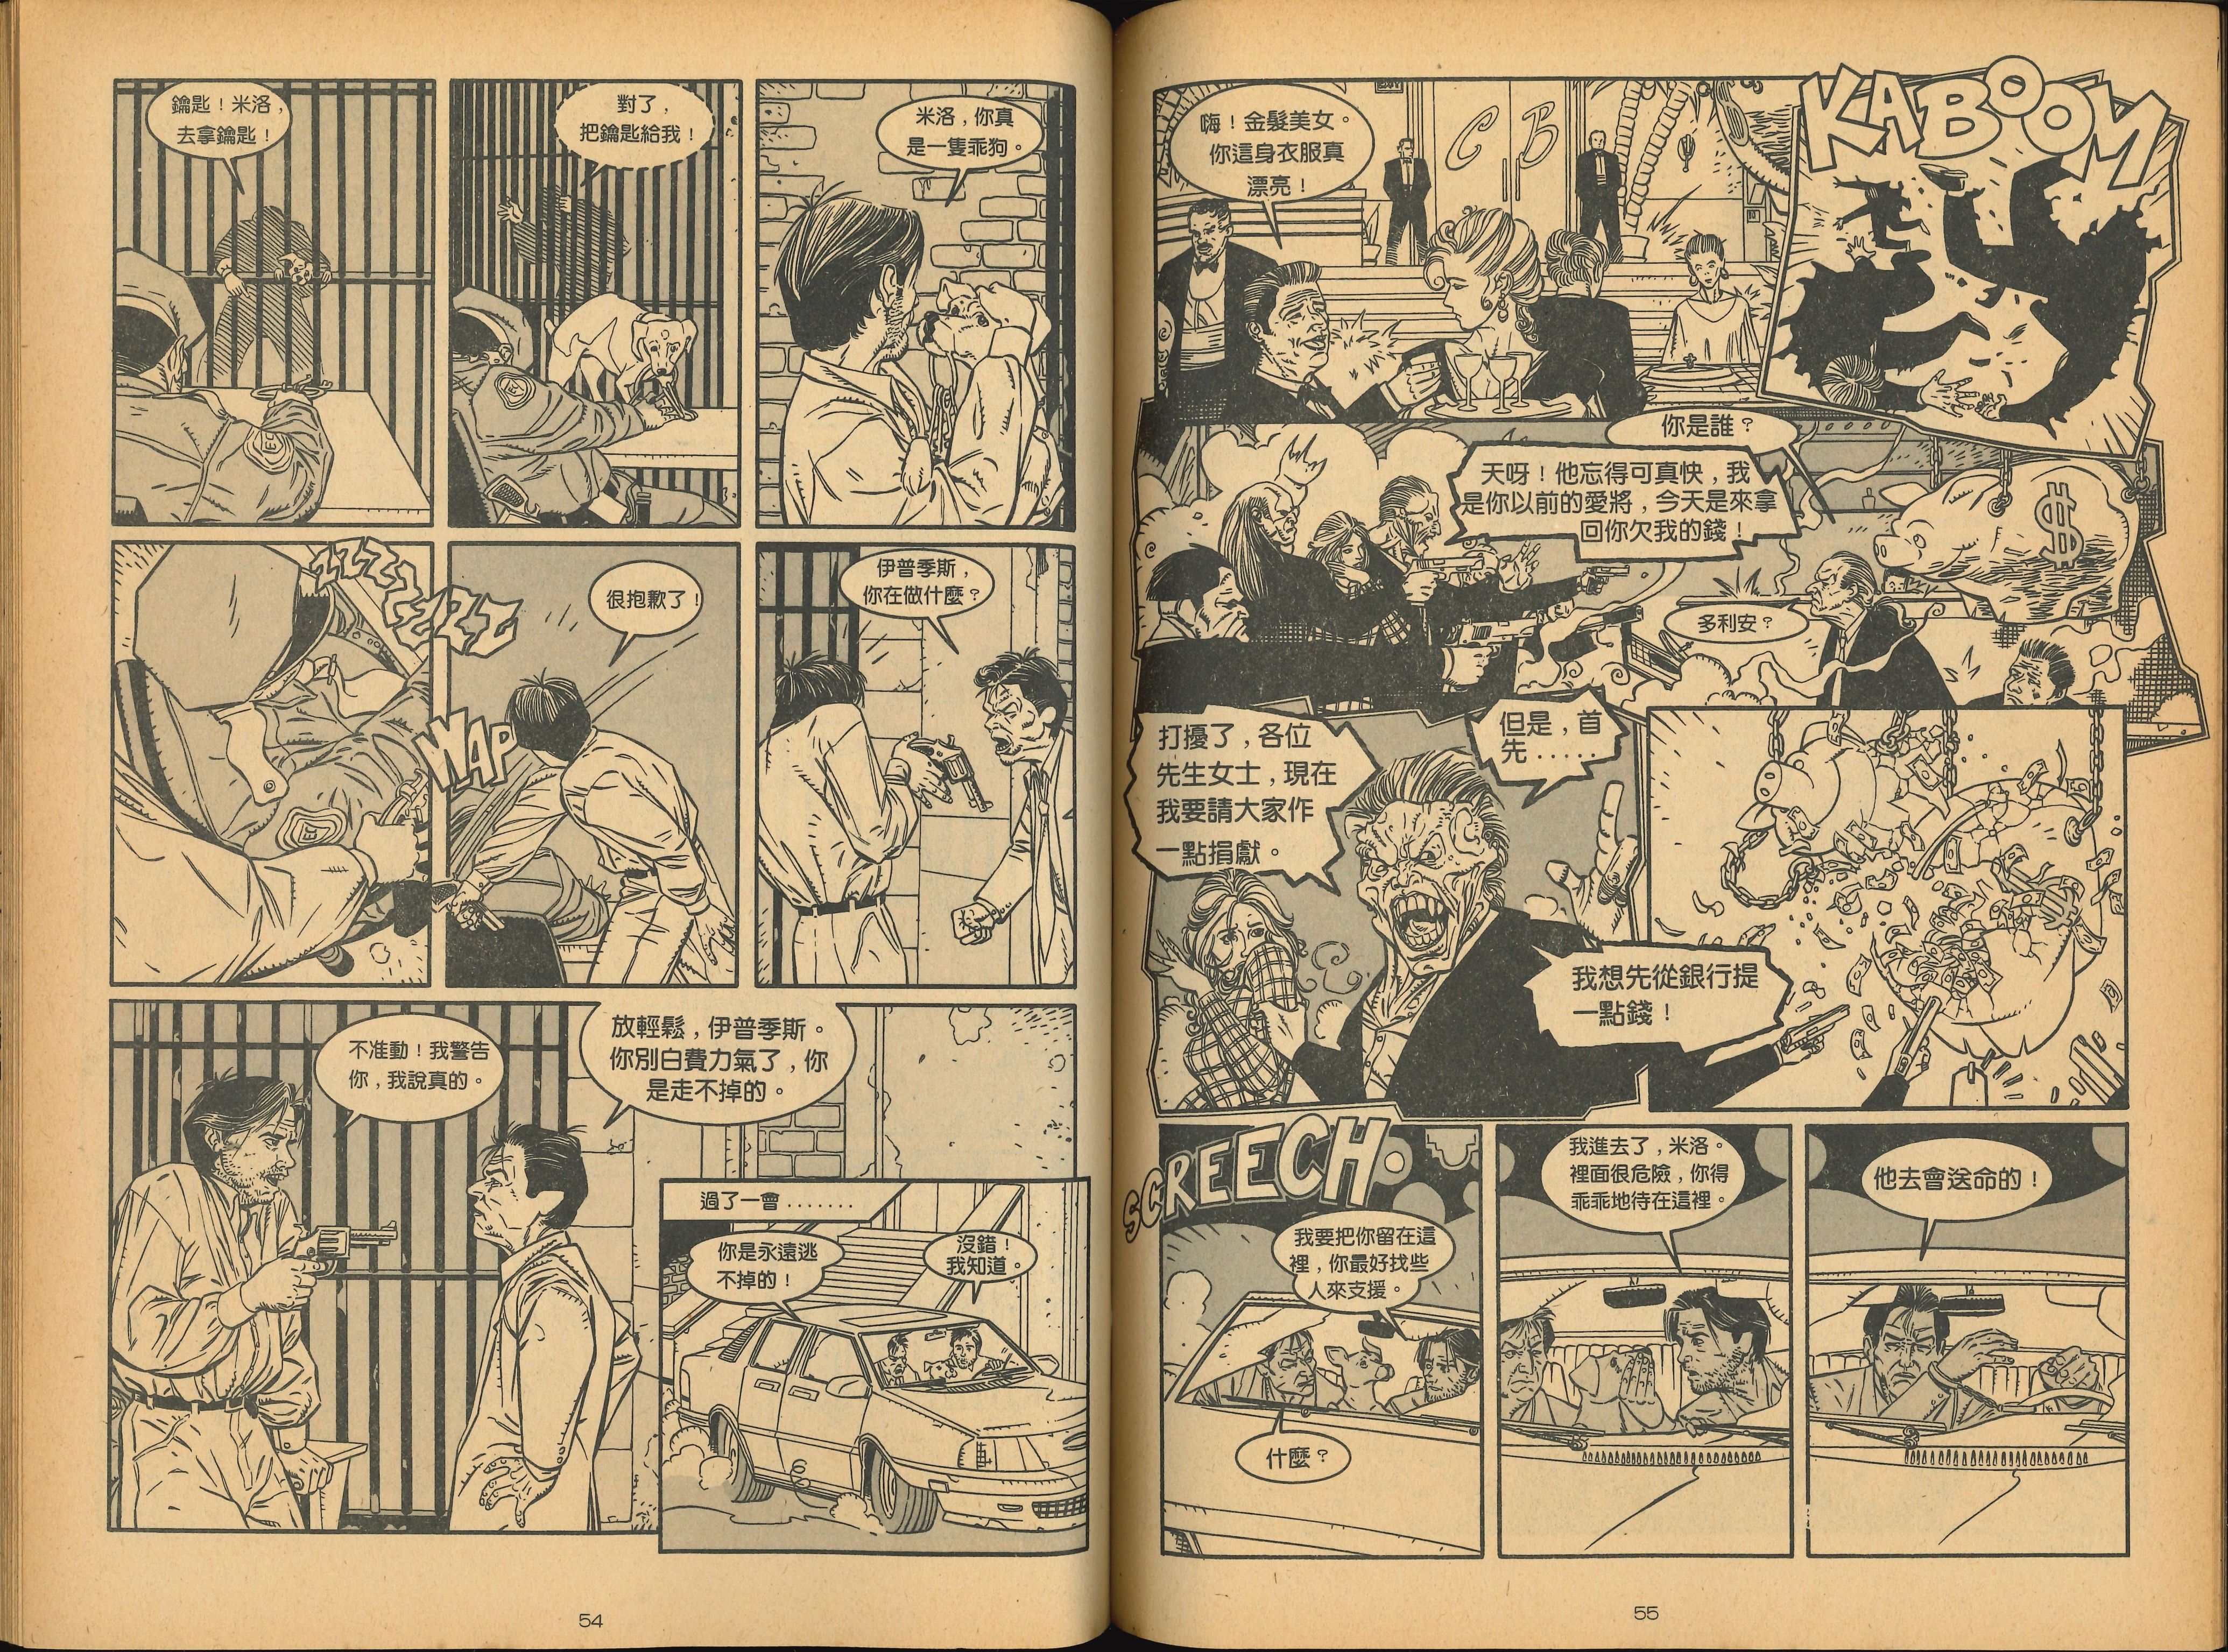 鑰匙！米洛，
去拿鑰匙！
對了，
把鑰匙給我！
米洛，你真
是一隻乖狗。
ZZZZZZZ
WAP
很抱歉了！
伊普季斯，
你在做什麼？
不准動！我警告
你，我說真的。
放輕鬆，伊普季斯。
你別白費力氣了，你
是走不掉的。
過了一會.......
你是永遠逃
不掉的！
沒錯！
我知道。
54
嗨！金髮美女。
你這身衣服真
漂亮！
CB
KABOOM
你是誰？
天呀！他忘得可真快，我
是你以前的愛將，今天是來拿
回你欠我的錢！
$
多利安？
打擾了，各位
先生女士，現在
我要請大家作
一點捐獻。
但是，首
先.....
我想先從銀行提
一點錢！
SCREECH
我要把你留在這
裡，你最好找些
人來支援。
什麼？
我進去了，米洛。
裡面很危險，你得
乖乖地待在這裡。
他去會送命的！
55